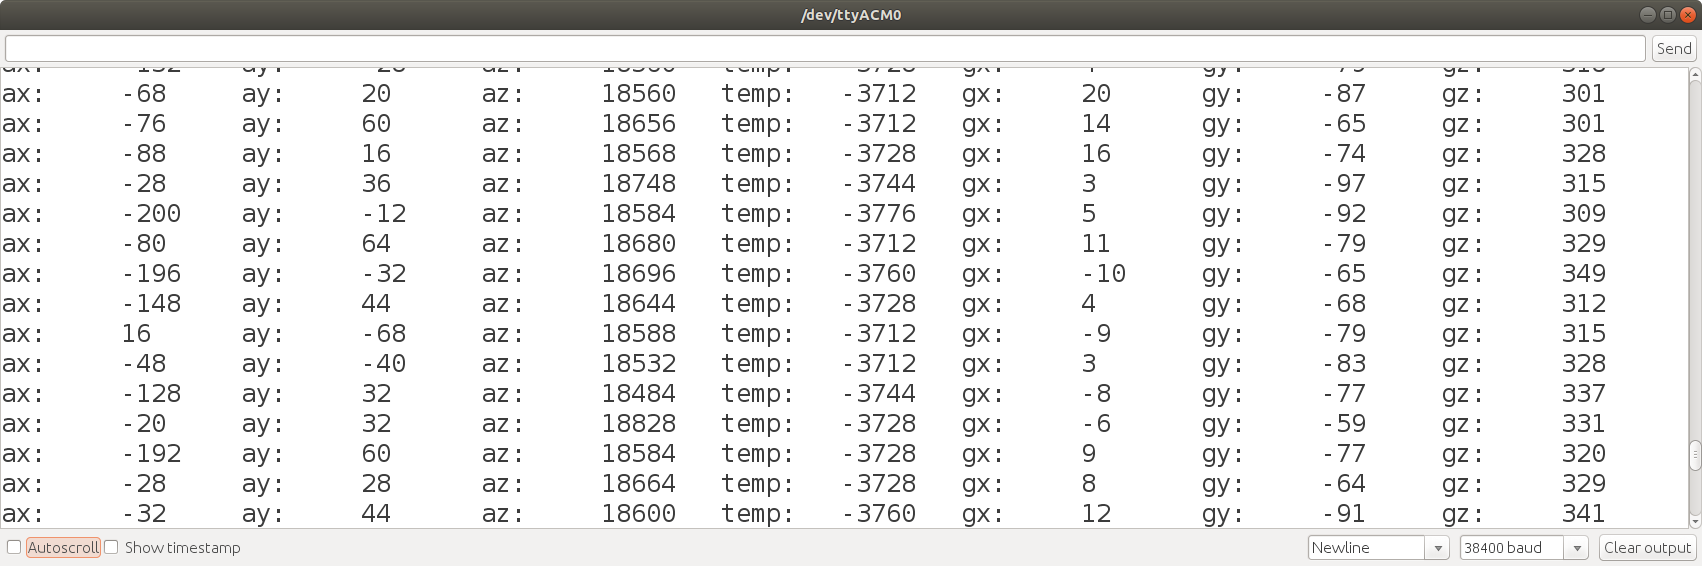 /dev/ttyACM0
Send
ax: -68 ay: 20 az: 18560 temp: -3712 gx: 20 gy: -87 gz: 301
ax: -76 ay: 60 az: 18656 temp: -3712 gx: 14 gy: -65 gz: 301
ax: -88 ay: 16 az: 18568 temp: -3728 gx: 16 gy: -74 gz: 328
ax: -28 ay: 36 az: 18748 temp: -3744 gx: 3 gy: -97 gz: 315
ax: -200 ay: -12 az: 18584 temp: -3776 gx: 5 gy: -92 gz: 309
ax: -80 ay: 64 az: 18680 temp: -3712 gx: 11 gy: -79 gz: 329
ax: -196 ay: -32 az: 18696 temp: -3760 gx: -10 gy: -65 gz: 349
ax: -148 ay: 44 az: 18644 temp: -3728 gx: 4 gy: -68 gz: 312
ax: 16 ay: -68 az: 18588 temp: -3712 gx: -9 gy: -79 gz: 315
ax: -48 ay: -40 az: 18532 temp: -3712 gx: 3 gy: -83 gz: 328
ax: -128 ay: 32 az: 18484 temp: -3744 gx: -8 gy: -77 gz: 337
ax: -20 ay: 32 az: 18828 temp: -3728 gx: -6 gy: -59 gz: 331
ax: -192 ay: 60 az: 18584 temp: -3728 gx: 9 gy: -77 gz: 320
ax: -28 ay: 28 az: 18664 temp: -3728 gx: 8 gy: -64 gz: 329
ax: -32 ay: 44 az: 18600 temp: -3760 gx: 12 gy: -91 gz: 341
Autoscroll Show timestamp Newline 38400 baud Clear output